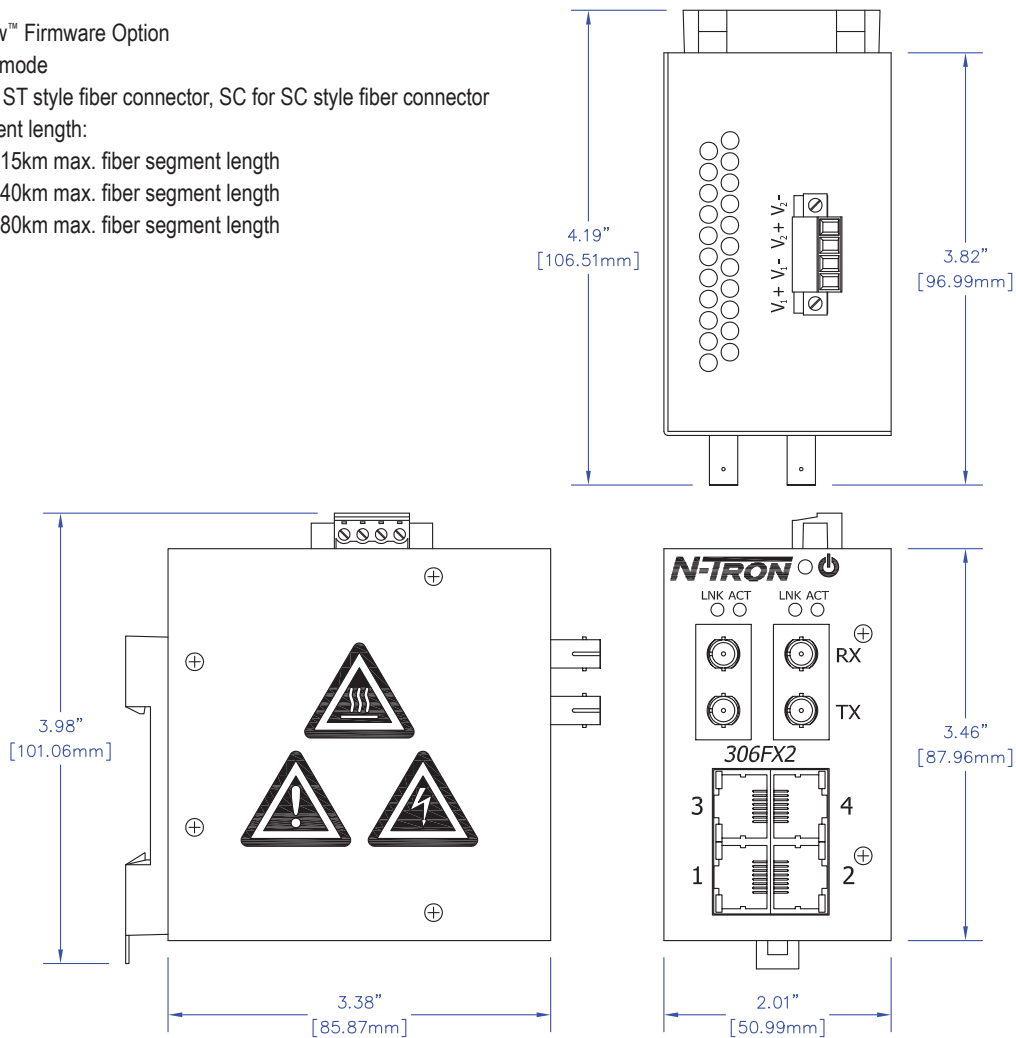 w™ Firmware Option
mode
ST style fiber connector, SC for SC style fiber connector
ent length:
15km max. fiber segment length
40km max. fiber segment length
80km max. fiber segment length
4.19”
[106.51mm]
V₁+ V₁- V₂+ V₂-
3.82”
[96.99mm]
3.98”
[101.06mm]
3.38”
[85.87mm]
N-TRON
LNK ACT LNK ACT
RX
TX
306FX2
3 4
1 2
3.46”
[87.96mm]
2.01”
[50.99mm]